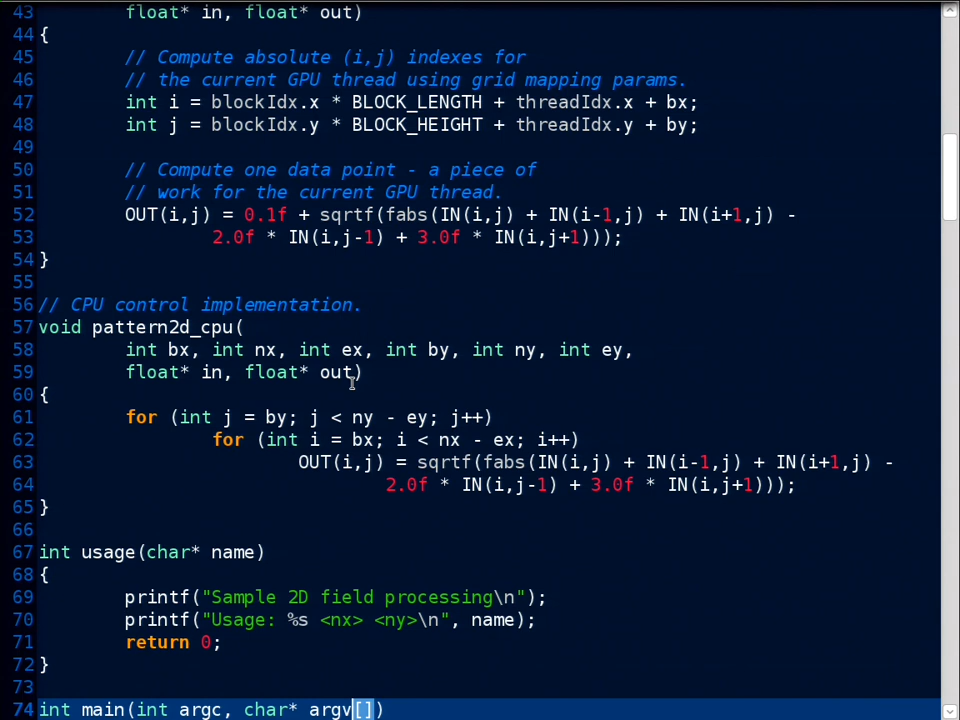 43 float* in, float* out)
44 {
45 // Compute absolute (i,j) indexes for
46 // the current GPU thread using grid mapping params.
47 int i = blockIdx.x * BLOCK_LENGTH + threadIdx.x + bx;
48 int j = blockIdx.y * BLOCK_HEIGHT + threadIdx.y + by;
49
50 // Compute one data point - a piece of
51 // work for the current GPU thread.
52 OUT(i,j) = 0.1f + sqrtf(fabs(IN(i,j) + IN(i-1,j) + IN(i+1,j) -
53 2.0f * IN(i,j-1) + 3.0f * IN(i,j+1)));
54 }
55
56 // CPU control implementation.
57 void pattern2d_cpu(
58 int bx, int nx, int ex, int by, int ny, int ey,
59 float* in, float* out)
60 {
61 for (int j = by; j < ny - ey; j++)
62 for (int i = bx; i < nx - ex; i++)
63 OUT(i,j) = sqrtf(fabs(IN(i,j) + IN(i-1,j) + IN(i+1,j) -
64 2.0f * IN(i,j-1) + 3.0f * IN(i,j+1)));
65 }
66
67 int usage(char* name)
68 {
69 printf("Sample 2D field processing\n");
70 printf("Usage: %s <nx> <ny>\n", name);
71 return 0;
72 }
73
74 int main(int argc, char* argv[])